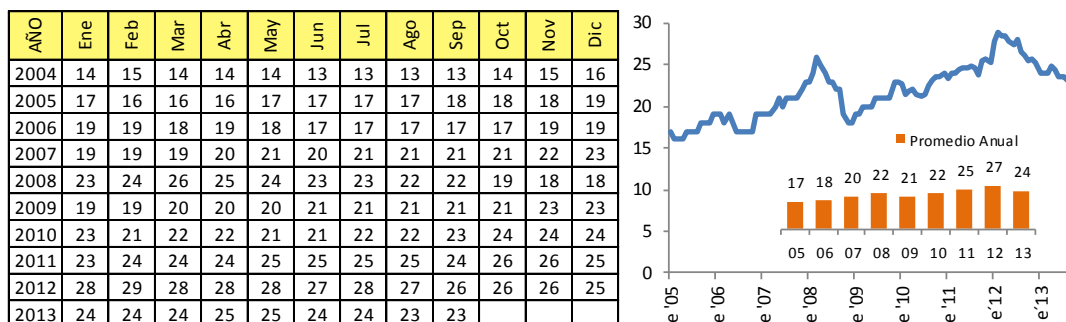 AÑO Ene Feb Mar Abr May Jun Jul Ago Sep Oct Nov Dic
2004 14 15 14 14 14 13 13 13 13 14 15 16
2005 17 16 16 16 17 17 17 17 18 18 18 19
2006 19 19 18 19 18 17 17 17 17 17 19 19
2007 19 19 19 20 21 20 21 21 21 21 22 23
2008 23 24 26 25 24 23 23 22 22 19 18 18
2009 19 19 20 20 20 21 21 21 21 21 23 23
2010 23 21 22 22 21 21 22 22 23 24 24 24
2011 23 24 24 24 25 25 25 25 24 26 26 25
2012 28 29 28 28 28 27 28 27 26 26 26 25
2013 24 24 24 25 25 24 24 23 23
30
25
20
15
10
5
0
Promedio Anual
17 18 20 22 21 22 25 27 24
05 06 07 08 09 10 11 12 13
e'05 e'06 e'07 e'08 e'09 e'10 e'11 e'12 e'13